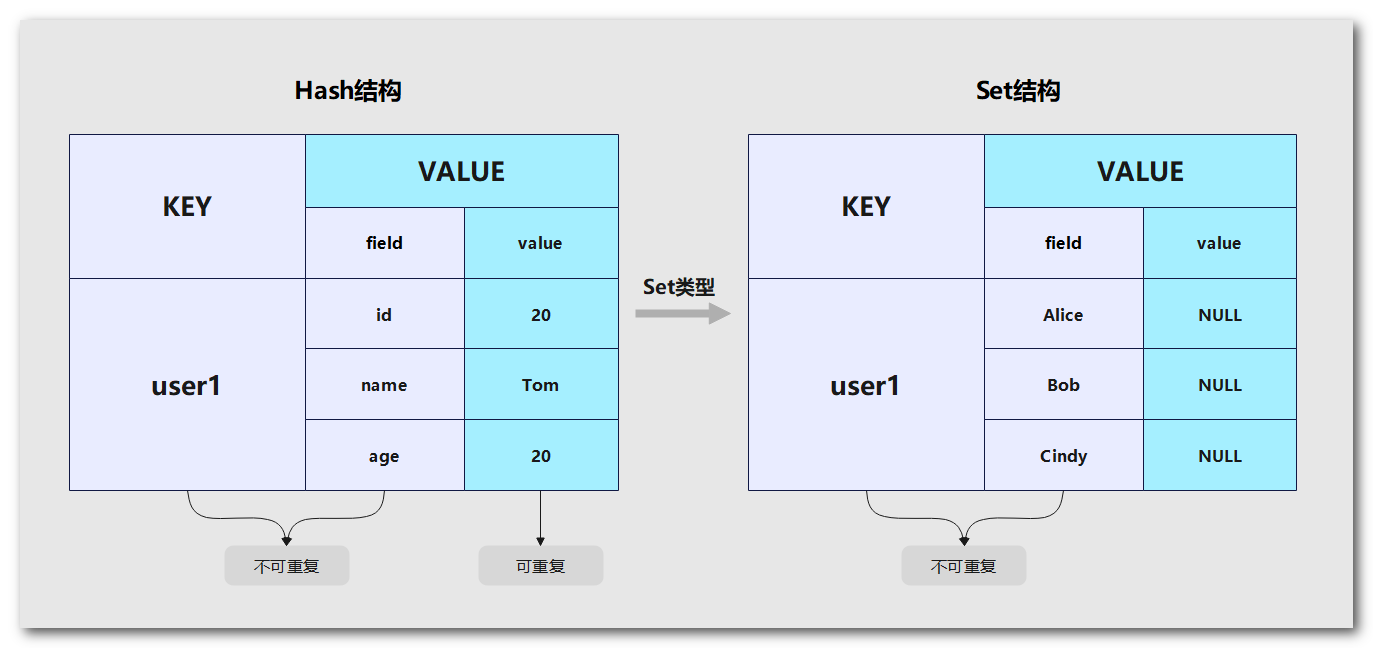 Hash结构
Set结构
KEY
VALUE
field
value
user1
id
20
name
Tom
age
20
不可重复
可重复
Set类型
KEY
VALUE
field
value
user1
Alice
NULL
Bob
NULL
Cindy
NULL
不可重复